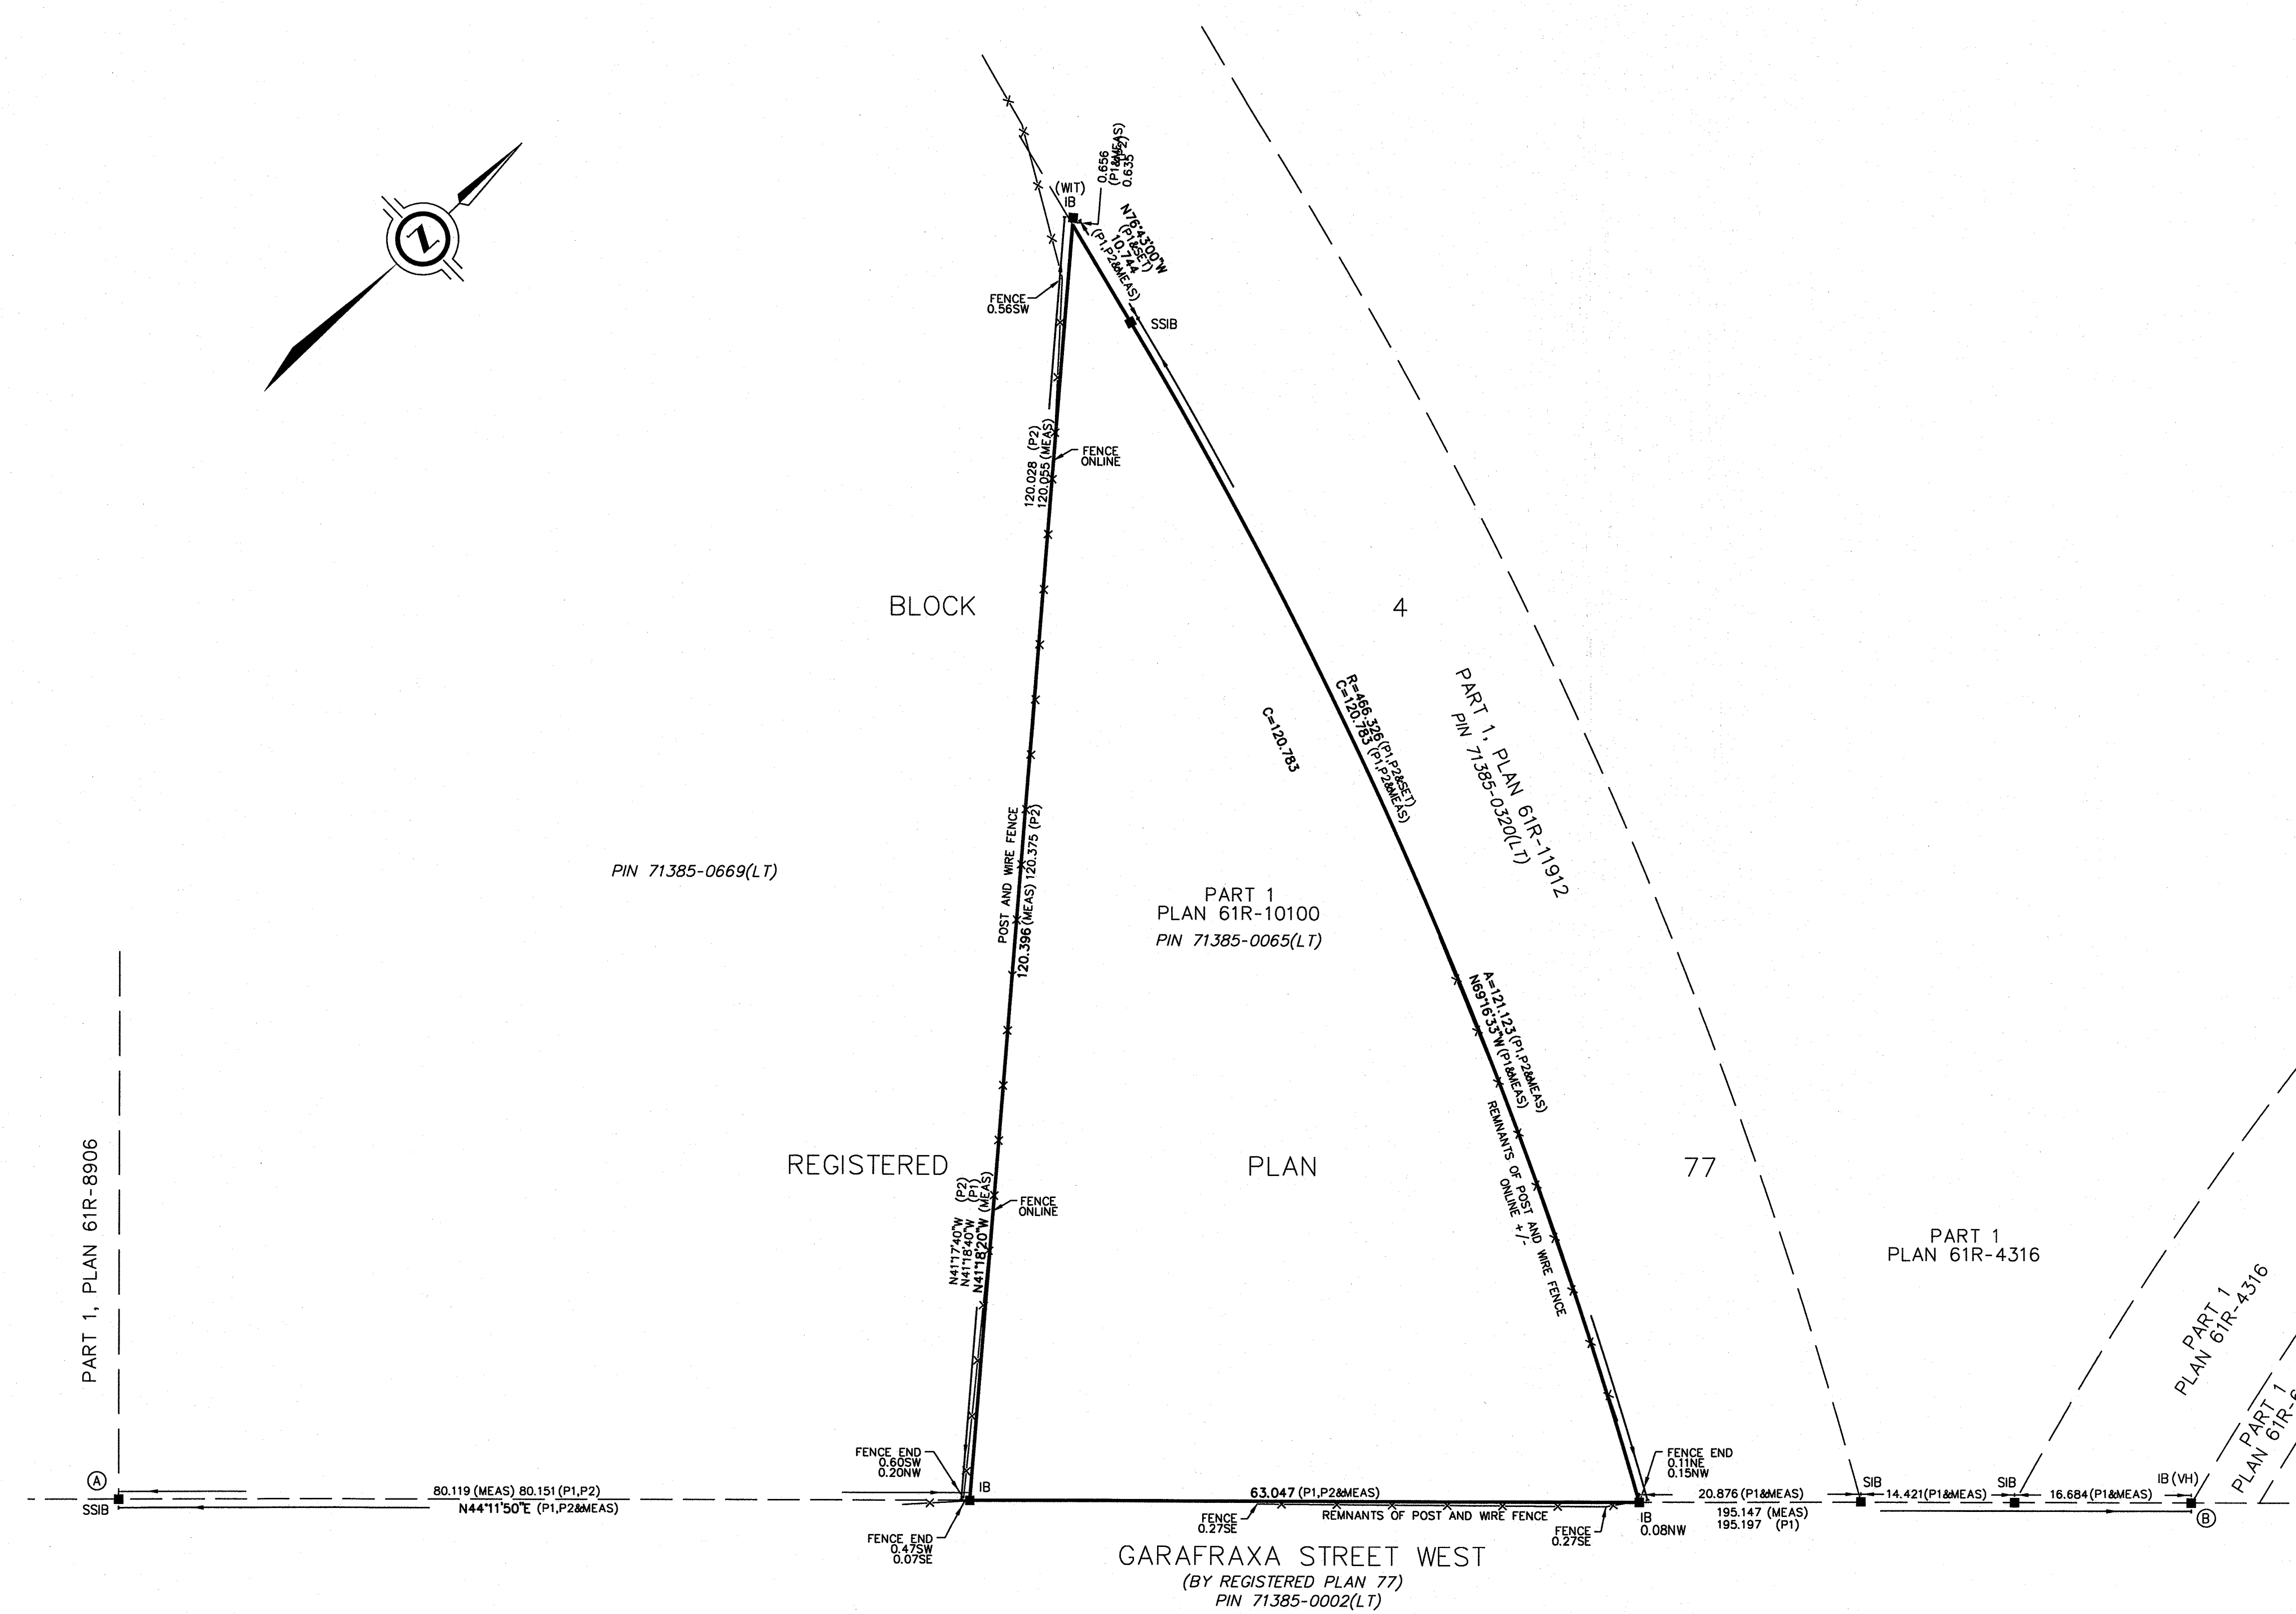 0.656
(P1&MEAS)
(P2)
0.635
(WIT)
IB
N76°43'00"W
(P1&SET)
10.744
(P1,P2&MEAS)
Z
FENCE
0.56SW
SSIB
120.028 (P2)
120.055 (MEAS)
FENCE
ONLINE
BLOCK
4
R=466.326 (P1,P2&SET)
C=120.783 (P1,P2&MEAS)
C=120.783
PART 1, PLAN 61R-11912
PIN 71385-0320(LT)
POST AND WIRE FENCE
120.396 (MEAS) 120.375 (P2)
PIN 71385-0669(LT)
PART 1
PLAN 61R-10100
PIN 71385-0065(LT)
A=121.123 (P1,P2&MEAS)
N69°16'33"W (P1&MEAS)
REMNANTS OF POST AND WIRE FENCE
ONLINE +/-
PART 1, PLAN 61R-8906
REGISTERED
PLAN
77
N41°17'40"W (P2)
N41°18'40"W (P1)
N41°18'20"W (MEAS)
FENCE
ONLINE
PART 1
PLAN 61R-4316
PART 1
PLAN 61R-4316
PART 1
PLAN
A
SSIB
80.119 (MEAS) 80.151 (P1,P2)
N44°11'50"E (P1,P2&MEAS)
FENCE END
0.60SW
0.20NW
IB
FENCE END
0.47SW
0.07SE
63.047 (P1,P2&MEAS)
FENCE
0.27SE
REMNANTS OF POST AND WIRE FENCE
FENCE
0.27SE
FENCE END
0.11NE
0.15NW
IB
0.08NW
20.876 (P1&MEAS)
195.147 (MEAS)
195.197 (P1)
SIB
14.421(P1&MEAS)
SIB
16.684(P1&MEAS)
IB (VH)
B
GARAFRAXA STREET WEST
(BY REGISTERED PLAN 77)
PIN 71385-0002(LT)